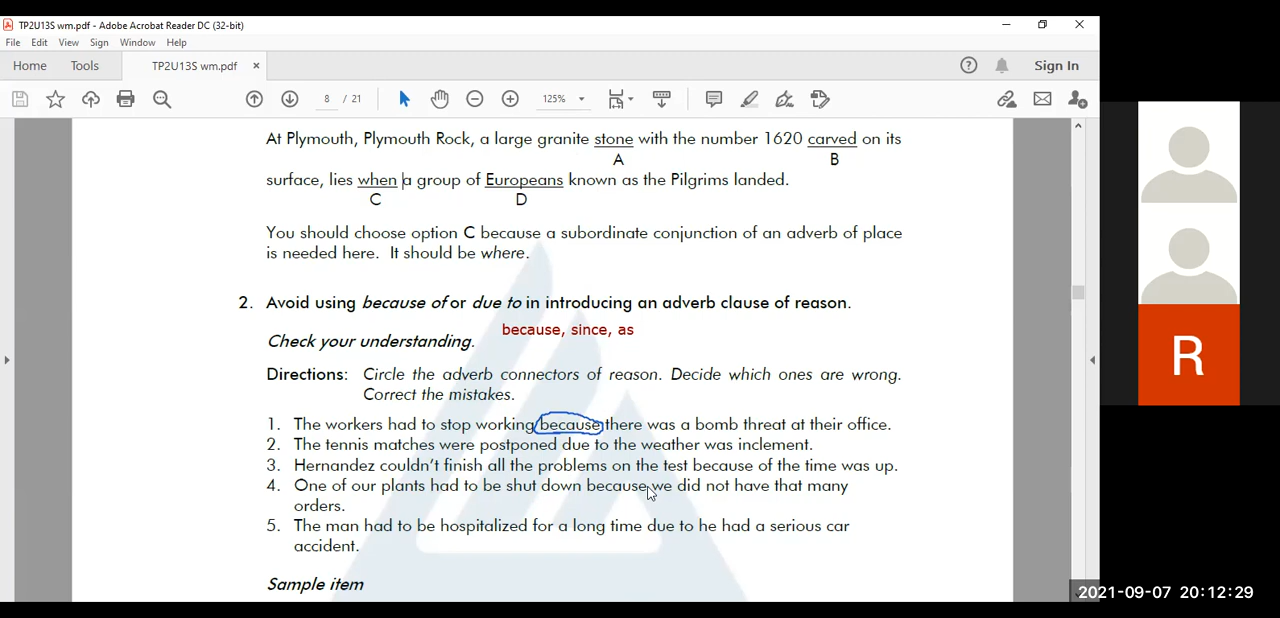 TP2U13S wm.pdf - Adobe Acrobat Reader DC (32-bit)
File Edit View Sign Window Help
Home Tools TP2U13S wm.pdf × Sign In
8 / 21 125%
At Plymouth, Plymouth Rock, a large granite stone with the number 1620 carved on its
A B
surface, lies when a group of Europeans known as the Pilgrims landed.
C D
You should choose option C because a subordinate conjunction of an adverb of place
is needed here. It should be where.
2. Avoid using because of or due to in introducing an adverb clause of reason.
because, since, as
Check your understanding.
Directions: Circle the adverb connectors of reason. Decide which ones are wrong.
Correct the mistakes.
1. The workers had to stop working because there was a bomb threat at their office.
2. The tennis matches were postponed due to the weather was inclement.
3. Hernandez couldn't finish all the problems on the test because of the time was up.
4. One of our plants had to be shut down because we did not have that many
orders.
5. The man had to be hospitalized for a long time due to he had a serious car
accident.
Sample item
R
2021-09-07 20:12:29